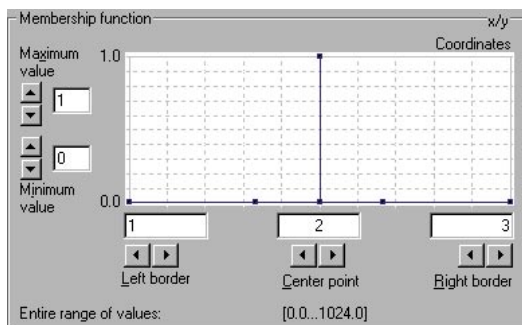 Membership function
x/y
Coordinates
Maximum
value
1.0
1
0
Minimum
value
0.0
1
2
3
Left border
Center point
Right border
Entire range of values:
[0.0...1024.0]